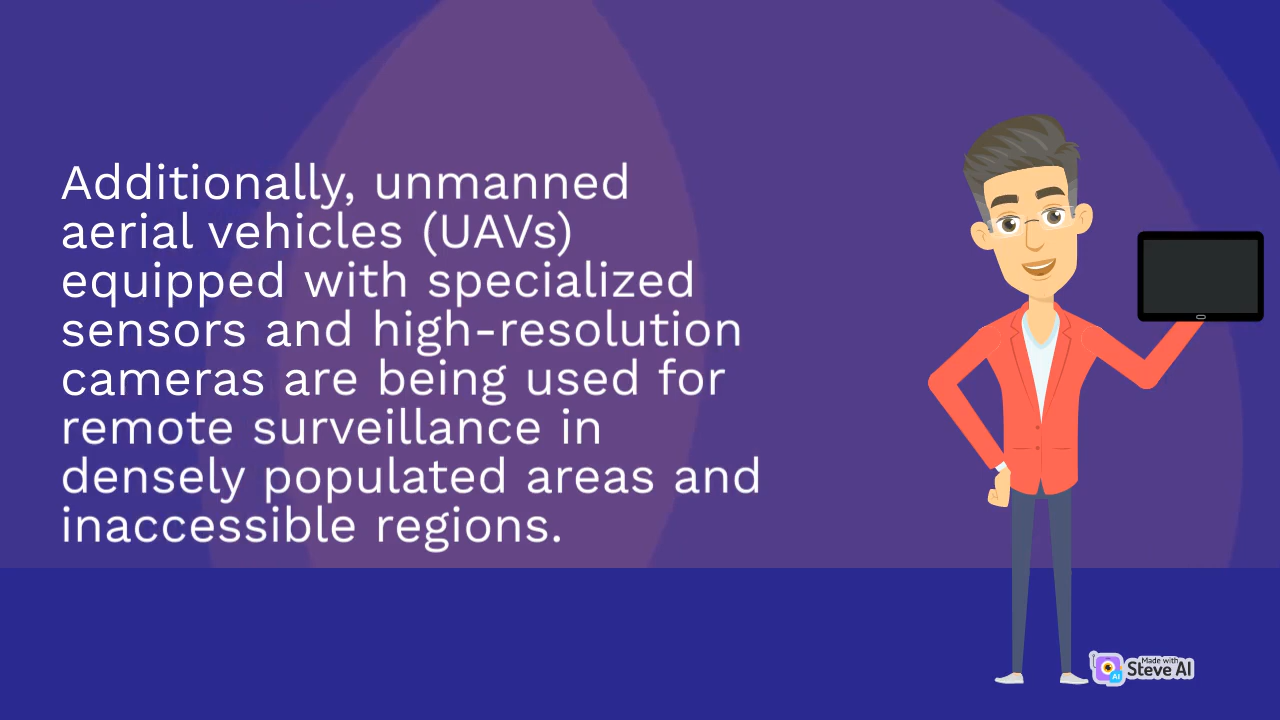 Additionally, unmanned
aerial vehicles (UAVs)
equipped with specialized
sensors and high-resolution
cameras are being used for
remote surveillance in
densely populated areas and
inaccessible regions.
Made with
Steve AI
AI